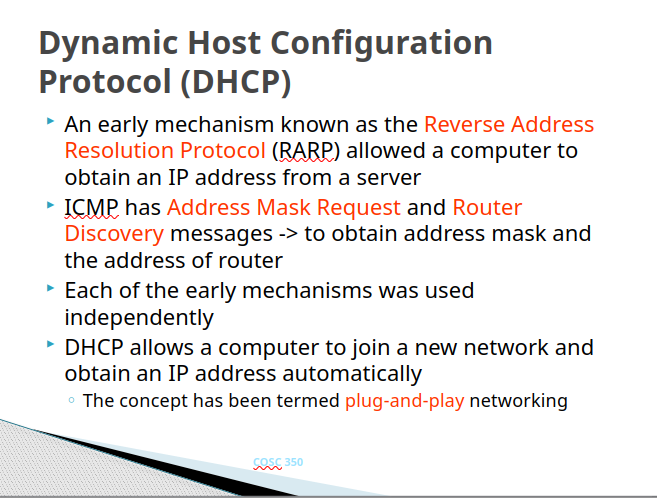 Dynamic Host Configuration
Protocol (DHCP)
An early mechanism known as the Reverse Address
Resolution Protocol (RARP) allowed a computer to
obtain an IP address from a server
ICMP has Address Mask Request and Router
Discovery messages -> to obtain address mask and
the address of router
Each of the early mechanisms was used
independently
DHCP allows a computer to join a new network and
obtain an IP address automatically
The concept has been termed plug-and-play networking
COSC 350